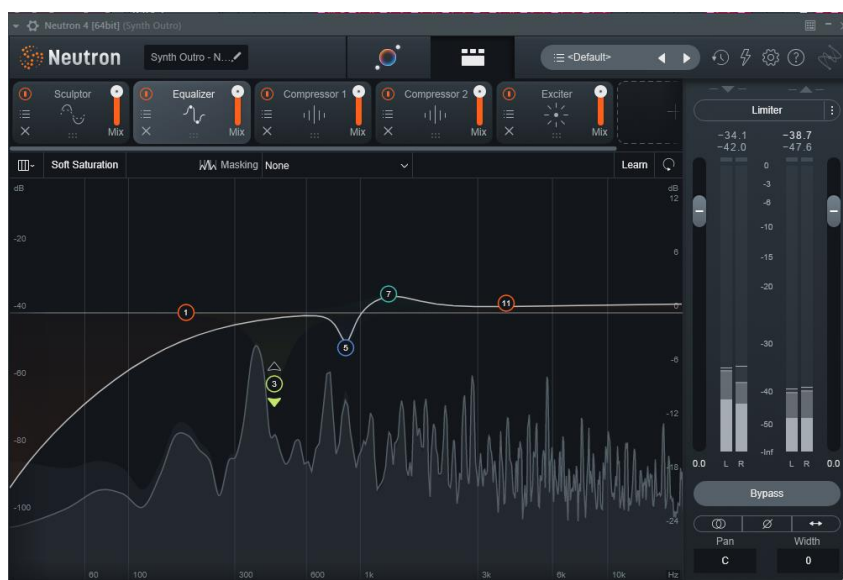 Neutron 4 [64bit] (Synth Outro)
Neutron
Synth Outro - N...
<Default>
Sculptor
Mix
Equalizer
Mix
Compressor 1
Mix
Compressor 2
Mix
Exciter
Mix
Limiter
-34.1 -38.7
-42.0 -47.6
Soft Saturation
Masking None
Learn
dB
-20
-40
-60
-80
-100
1
3
5
7
11
dB
12
6
0
-6
-12
-18
-24
60 100 300 600 1k 3k 6k 10k Hz
0
-3
-6
-10
-15
-20
-30
-40
-50
-Inf
0.0 L R L R 0.0
Bypass
Pan Width
C 0